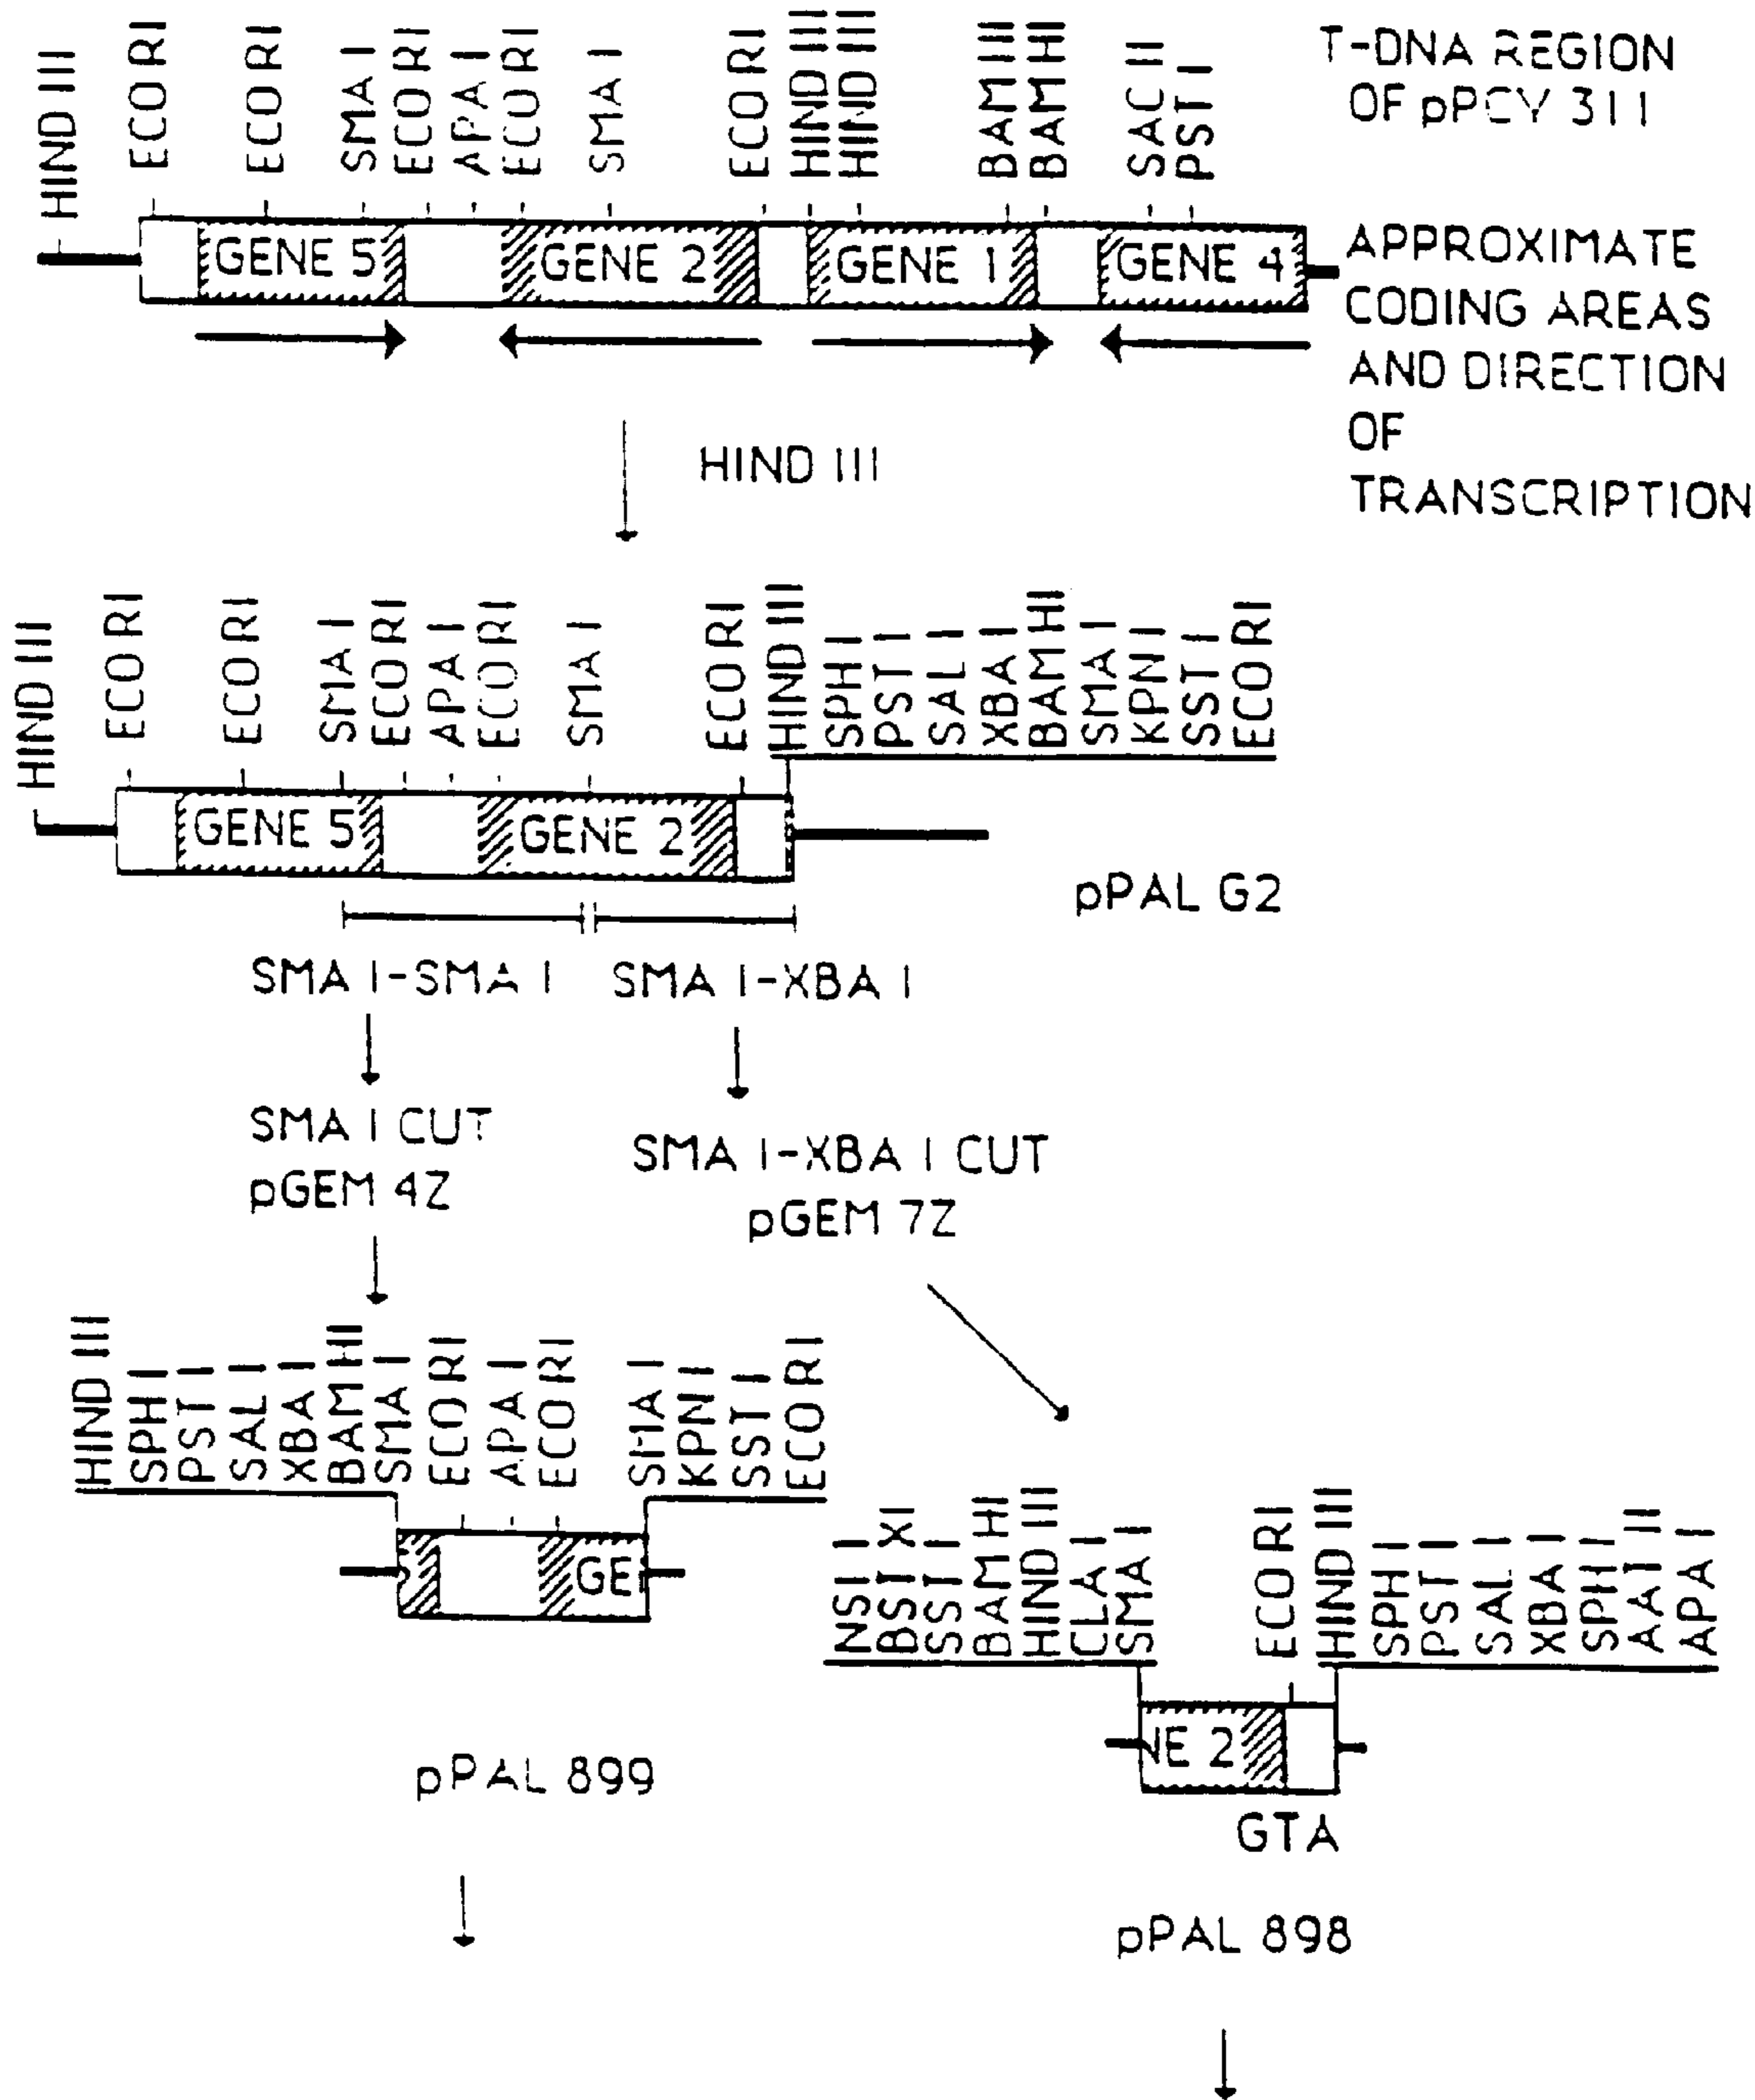 HIND III
ECO RI
ECO RI
SMA I
ECO RI
APA I
ECO RI
SMA I
ECO RI
HIND III
HIND III
BAM III
BAM HI
SAC II
PST I
T-DNA REGION
OF pPCY 311
GENE 5
GENE 2
GENE 1
GENE 4
APPROXIMATE
CODING AREAS
AND DIRECTION
OF
TRANSCRIPTION
HIND III
HIND III
ECO RI
ECO RI
SMA I
ECO RI
APA I
ECO RI
SMA I
ECO RI
HIND III
SPH I
PST I
SAL I
XBA I
BAM HI
SMA I
KPN I
SST I
ECO RI
GENE 5
GENE 2
pPAL G2
SMA I-SMA I
SMA I-XBA I
SMA I CUT
pGEM 4Z
SMA I-XBA I CUT
pGEM 7Z
HIND III
SPH I
PST I
SAL I
XBA I
BAM HI
SMA I
ECO RI
APA I
ECO RI
SMA I
KPN I
SST I
ECO RI
GE
NSI I
BST XI
SST I
BAM HI
HIND III
CLA I
SMA I
ECO RI
HIND III
SPH I
PST I
SAL I
XBA I
SPH I
AAT II
APA I
NE 2
GTA
pPAL 899
pPAL 898